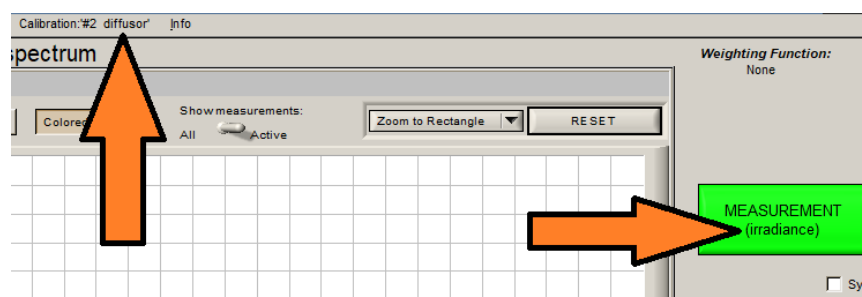 Calibration:'#2 diffusor' Info
spectrum
Weighting Function:
None
Colored
Show measurements:
All Active
Zoom to Rectangle
RESET
MEASUREMENT
(irradiance)
Sy